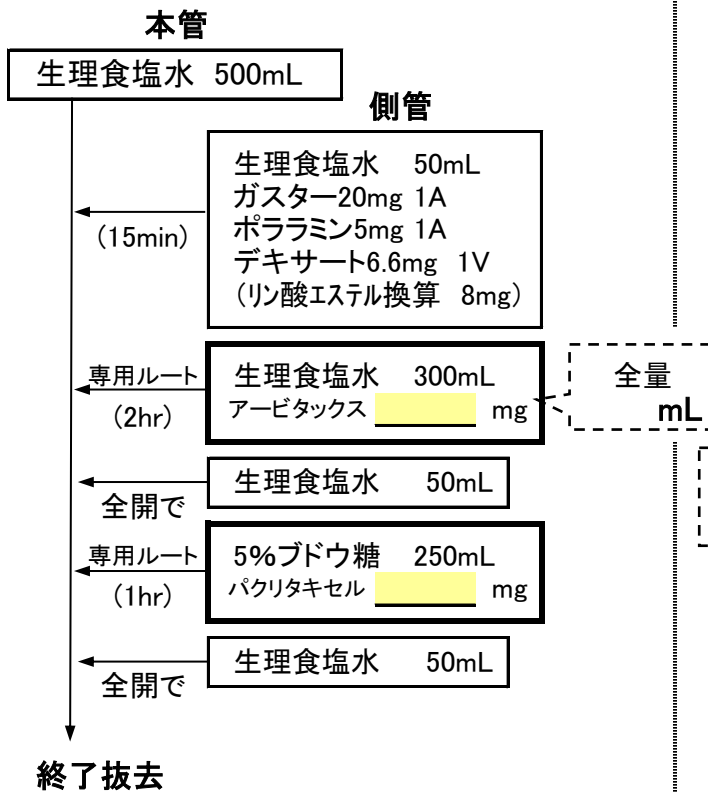 本管
生理食塩水 500mL
側管
生理食塩水 50mL
ガスター20mg 1A
ポララミン5mg 1A
デキサート6.6mg 1V
(リン酸エステル換算 8mg)
(15min)
専用ルート
(2hr)
生理食塩水 300mL
アービタックス mg
全量
mL
全開で
生理食塩水 50mL
専用ルート
(1hr)
5%ブドウ糖 250mL
パクリタキセル mg
全開で
生理食塩水 50mL
終了抜去